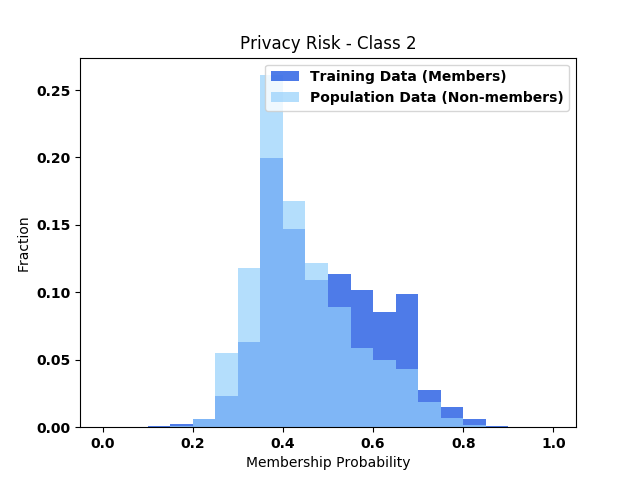 Privacy Risk - Class 2
Training Data (Members)
Population Data (Non-members)
Fraction
0.25
0.20
0.15
0.10
0.05
0.00
0.0 0.2 0.4 0.6 0.8 1.0
Membership Probability